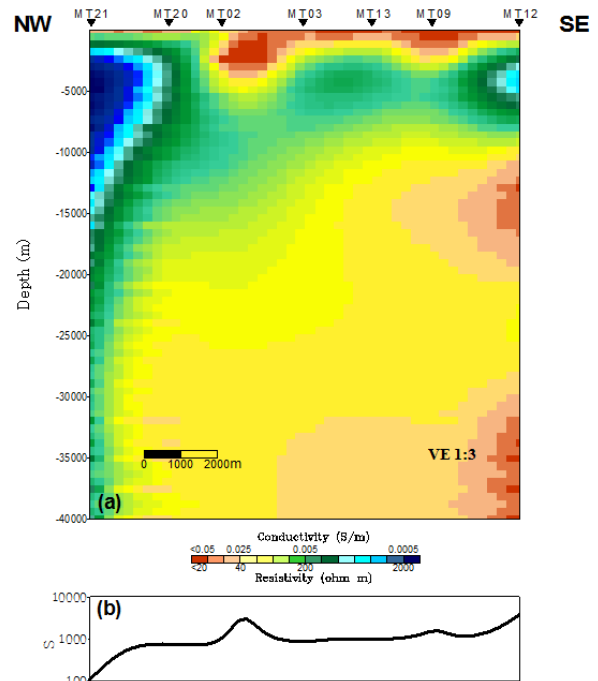 NW SE
MT21 MT20 MT02 MT03 MT13 MT09 MT12
-5000
-10000
-15000
-20000
-25000
-30000
-35000
-40000
Depth (m)
0 1000 2000m
VE 1:3
(a)
Conductivity (S/m)
<0.05 0.025 0.005 0.0005
<20 40 200 2000
Resistivity (ohm m)
(b)
10000
1000
100
S